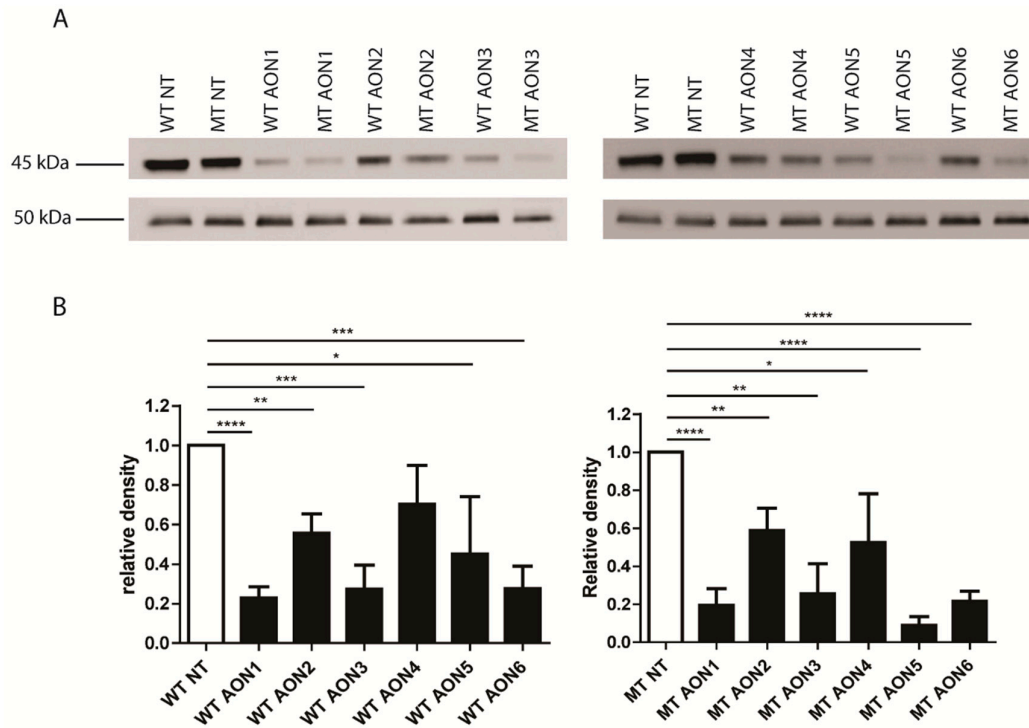 A
WT NT MT NT WT AON1 MT AON1 WT AON2 MT AON2 WT AON3 MT AON3
WT NT MT NT WT AON4 MT AON4 WT AON5 MT AON5 WT AON6 MT AON6
45 kDa
50 kDa
B
***
*
***
**
****
1.2
1.0
0.8
0.6
0.4
0.2
0.0
relative density
WT NT WT AON1 WT AON2 WT AON3 WT AON4 WT AON5 WT AON6
****
****
*
**
**
****
1.2
1.0
0.8
0.6
0.4
0.2
0.0
Relative density
MT NT MT AON1 MT AON2 MT AON3 MT AON4 MT AON5 MT AON6